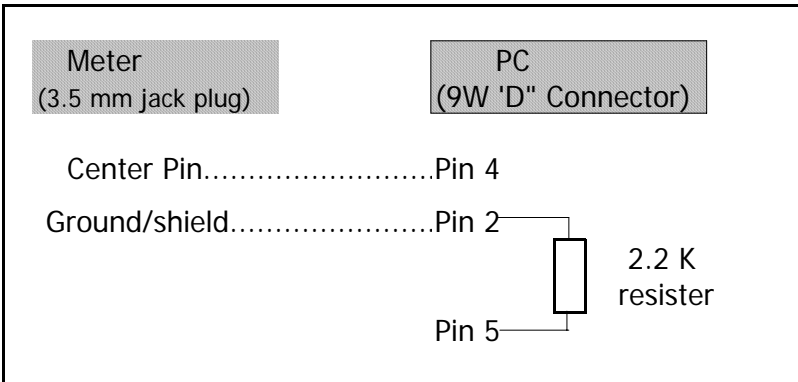 Meter
(3.5 mm jack plug)
PC
(9W 'D" Connector)
Center Pin..........................Pin 4
Ground/shield.......................Pin 2
2.2 K
resister
Pin 5